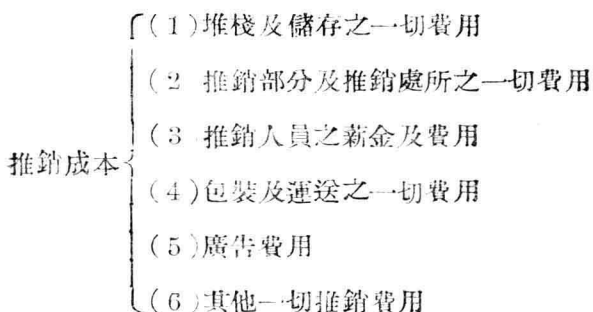 (1)堆棧及儲存之一切費用
(2 推銷部分及推銷處所之一切費用
(3 推銷人員之薪金及費用
推銷成本
(4)包裝及運送之一切費用
(5)廣告費用
(6)其他一切推銷費用